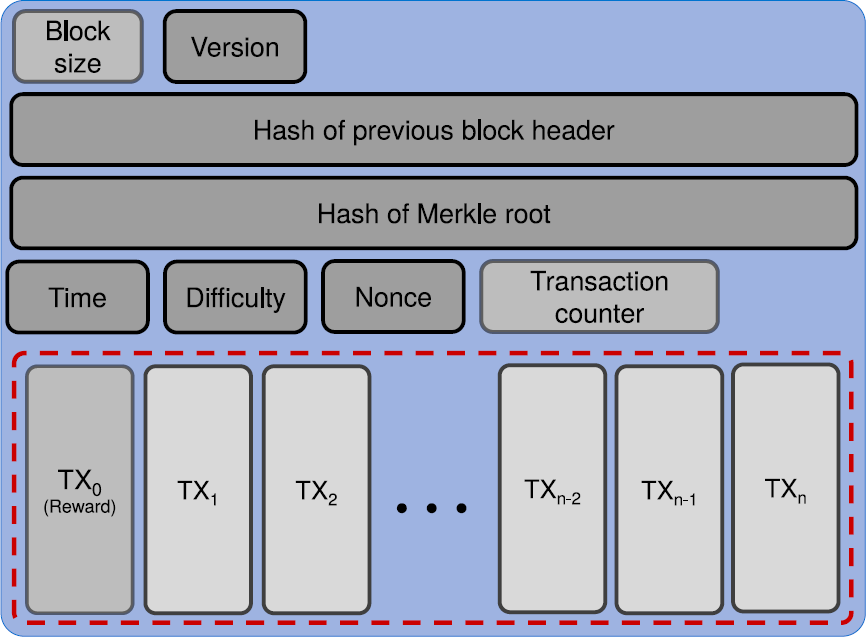 Block
size
Version
Hash of previous block header
Hash of Merkle root
Time
Difficulty
Nonce
Transaction
counter
TX0
(Reward)
TX1
TX2
...
TXn-2
TXn-1
TXn